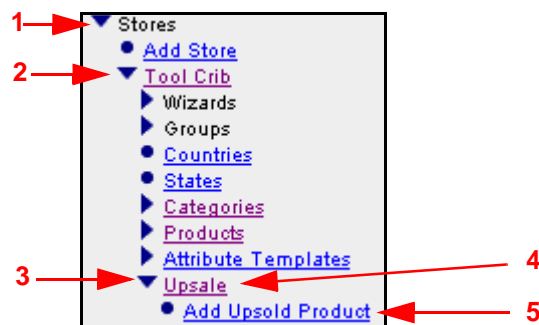 1 Stores
Add Store
2 Tool Crib
Wizards
Groups
Countries
States
Categories
Products
Attribute Templates
3 Upsale 4
Add Upsold Product 5